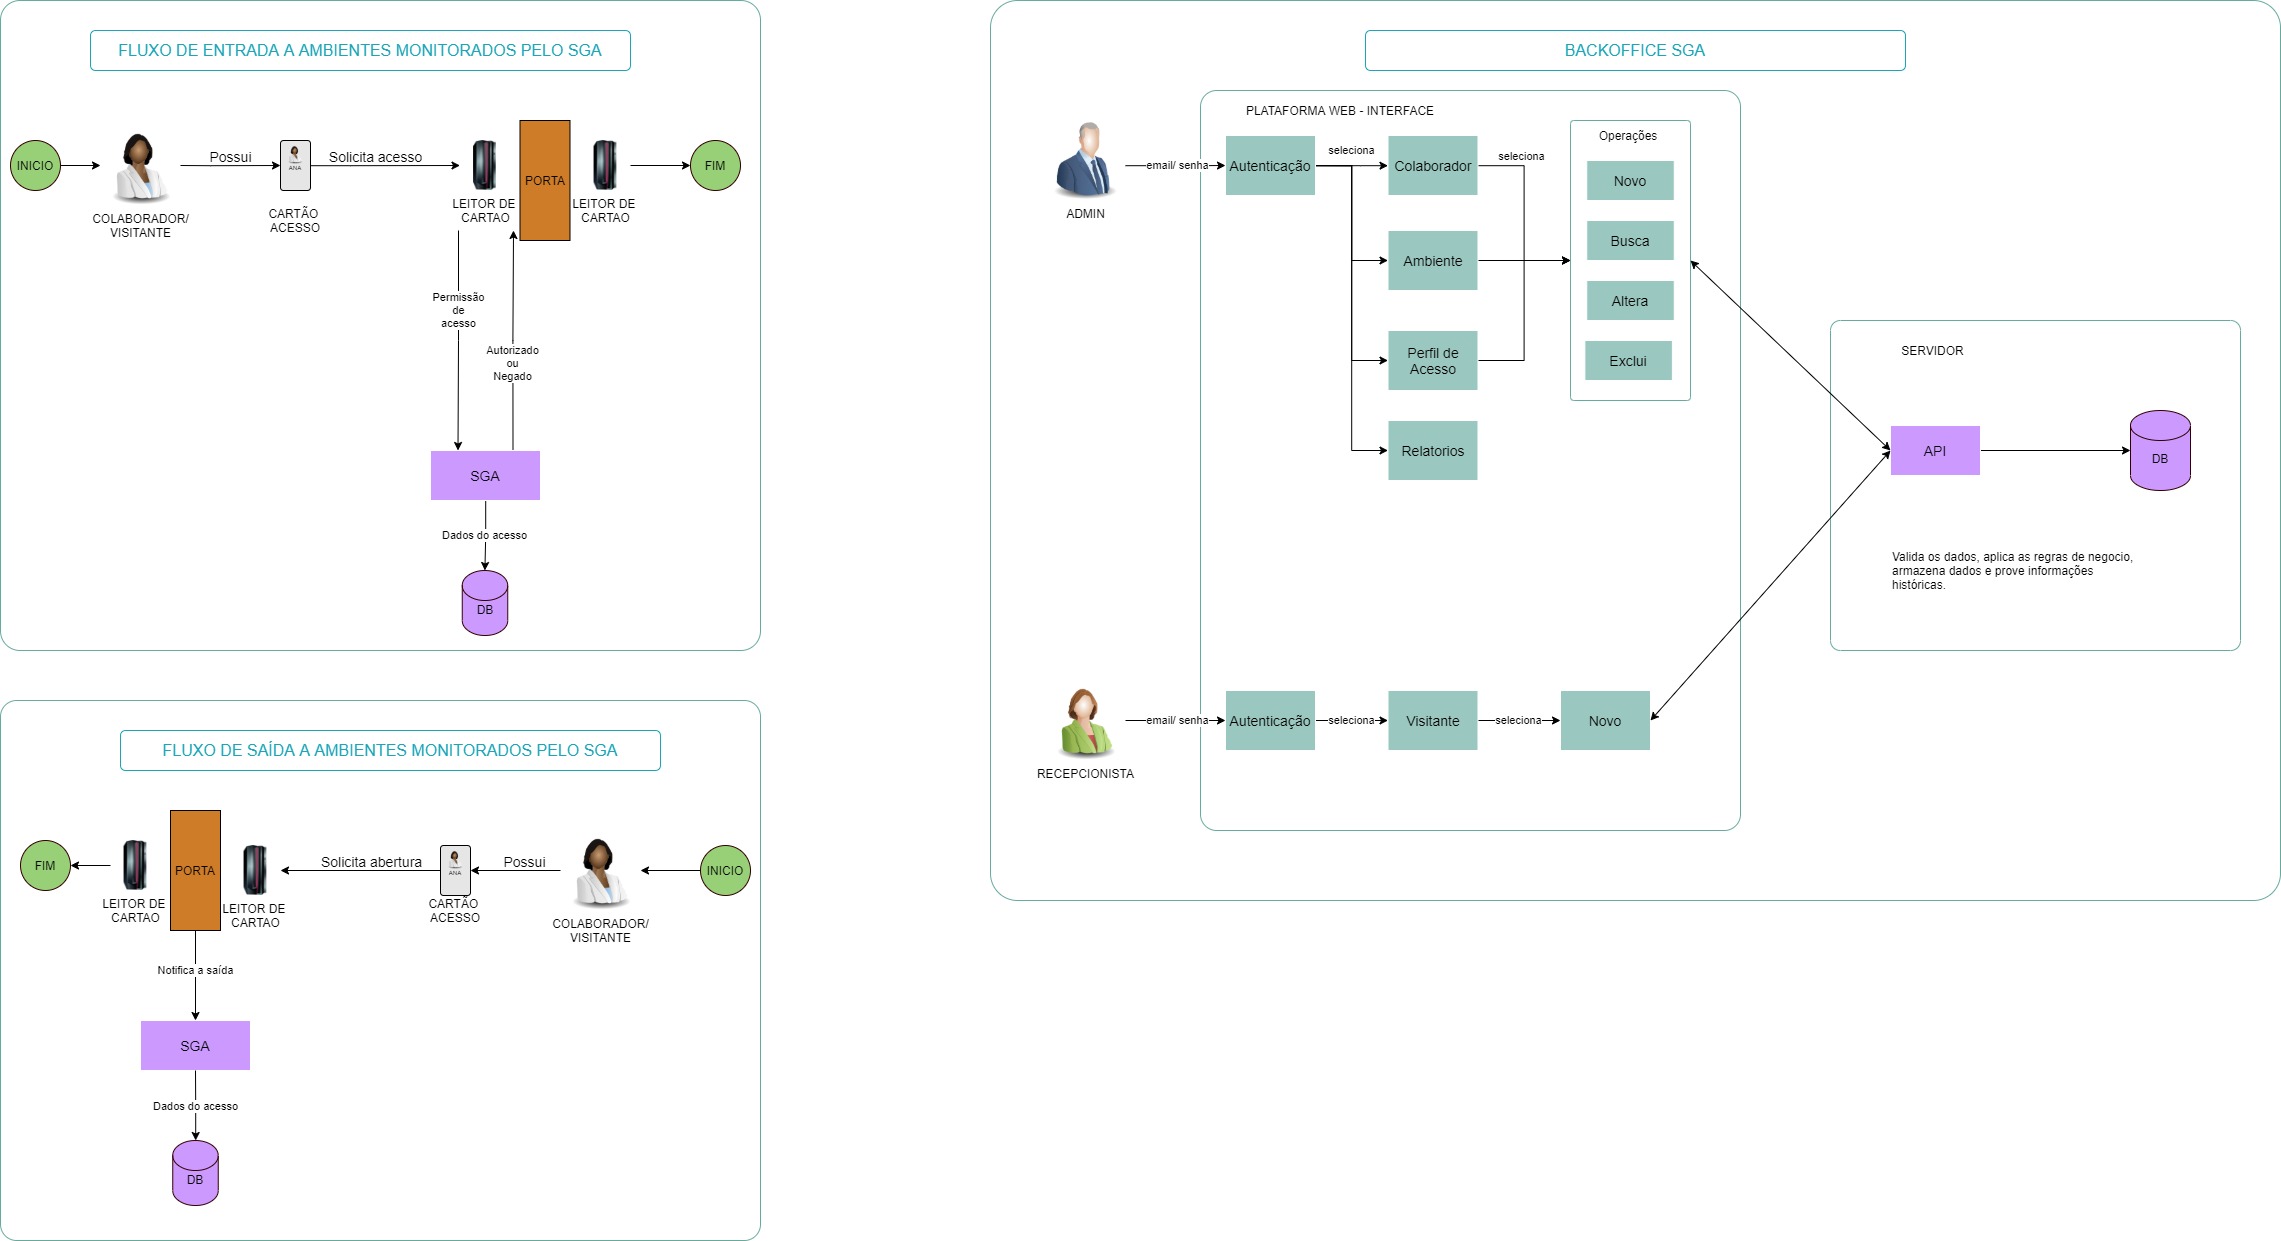 FLUXO DE ENTRADA A AMBIENTES MONITORADOS PELO SGA
INICIO
Possui
ANA
Solicita acesso
PORTA
FIM
COLABORADOR/
VISITANTE
CARTÃO
ACESSO
LEITOR DE
CARTAO
LEITOR DE
CARTAO
Permissão
de
acesso
Autorizado
ou
Negado
SGA
Dados do acesso
DB
FLUXO DE SAÍDA A AMBIENTES MONITORADOS PELO SGA
FIM
PORTA
Solicita abertura
ANA
Possui
INICIO
LEITOR DE
CARTAO
LEITOR DE
CARTAO
CARTÃO
ACESSO
COLABORADOR/
VISITANTE
Notifica a saída
SGA
Dados do acesso
DB
BACKOFFICE SGA
PLATAFORMA WEB - INTERFACE
ADMIN
email/ senha
Autenticação
seleciona
Colaborador
seleciona
Ambiente
Perfil de
Acesso
Relatorios
Operações
Novo
Busca
Altera
Exclui
SERVIDOR
API
DB
Valida os dados, aplica as regras de negocio,
armazena dados e prove informações
históricas.
RECEPCIONISTA
email/ senha
Autenticação
seleciona
Visitante
seleciona
Novo